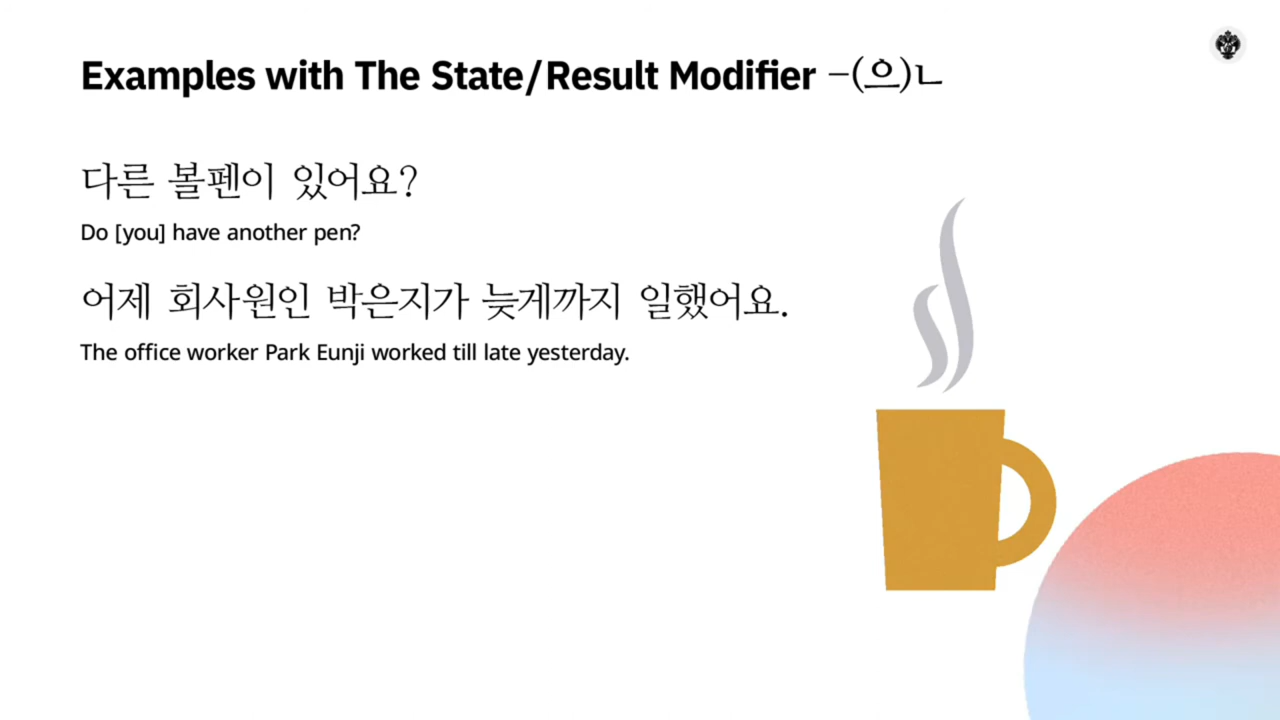 Examples with The State/Result Modifier –(으)ㄴ
다른 볼펜이 있어요?
Do [you] have another pen?
어제 회사원인 박은지가 늦게까지 일했어요.
The office worker Park Eunji worked till late yesterday.